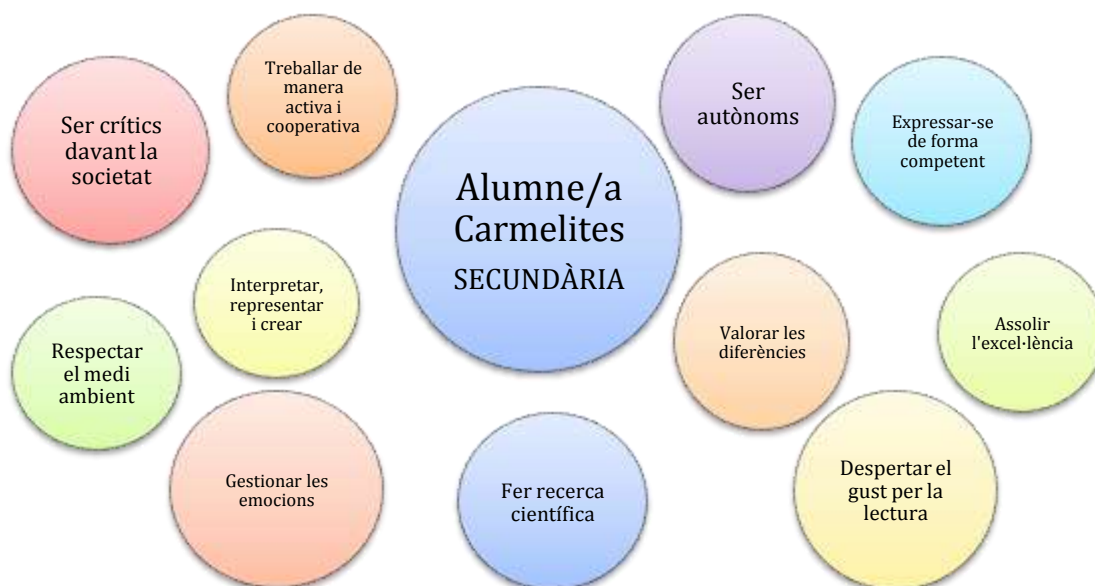 Treballar de
manera
activa i
cooperativa
Ser crítics
davant la
societat
Alumne/a
Carmelites
SECUNDÀRIA
Ser
autònoms
Expressar-se
de forma
competent
Interpretar,
representar
i crear
Respectar
el medi
ambient
Valorar les
diferències
Assolir
l'excel·lència
Gestionar les
emocions
Fer recerca
científica
Despertar el
gust per la
lectura